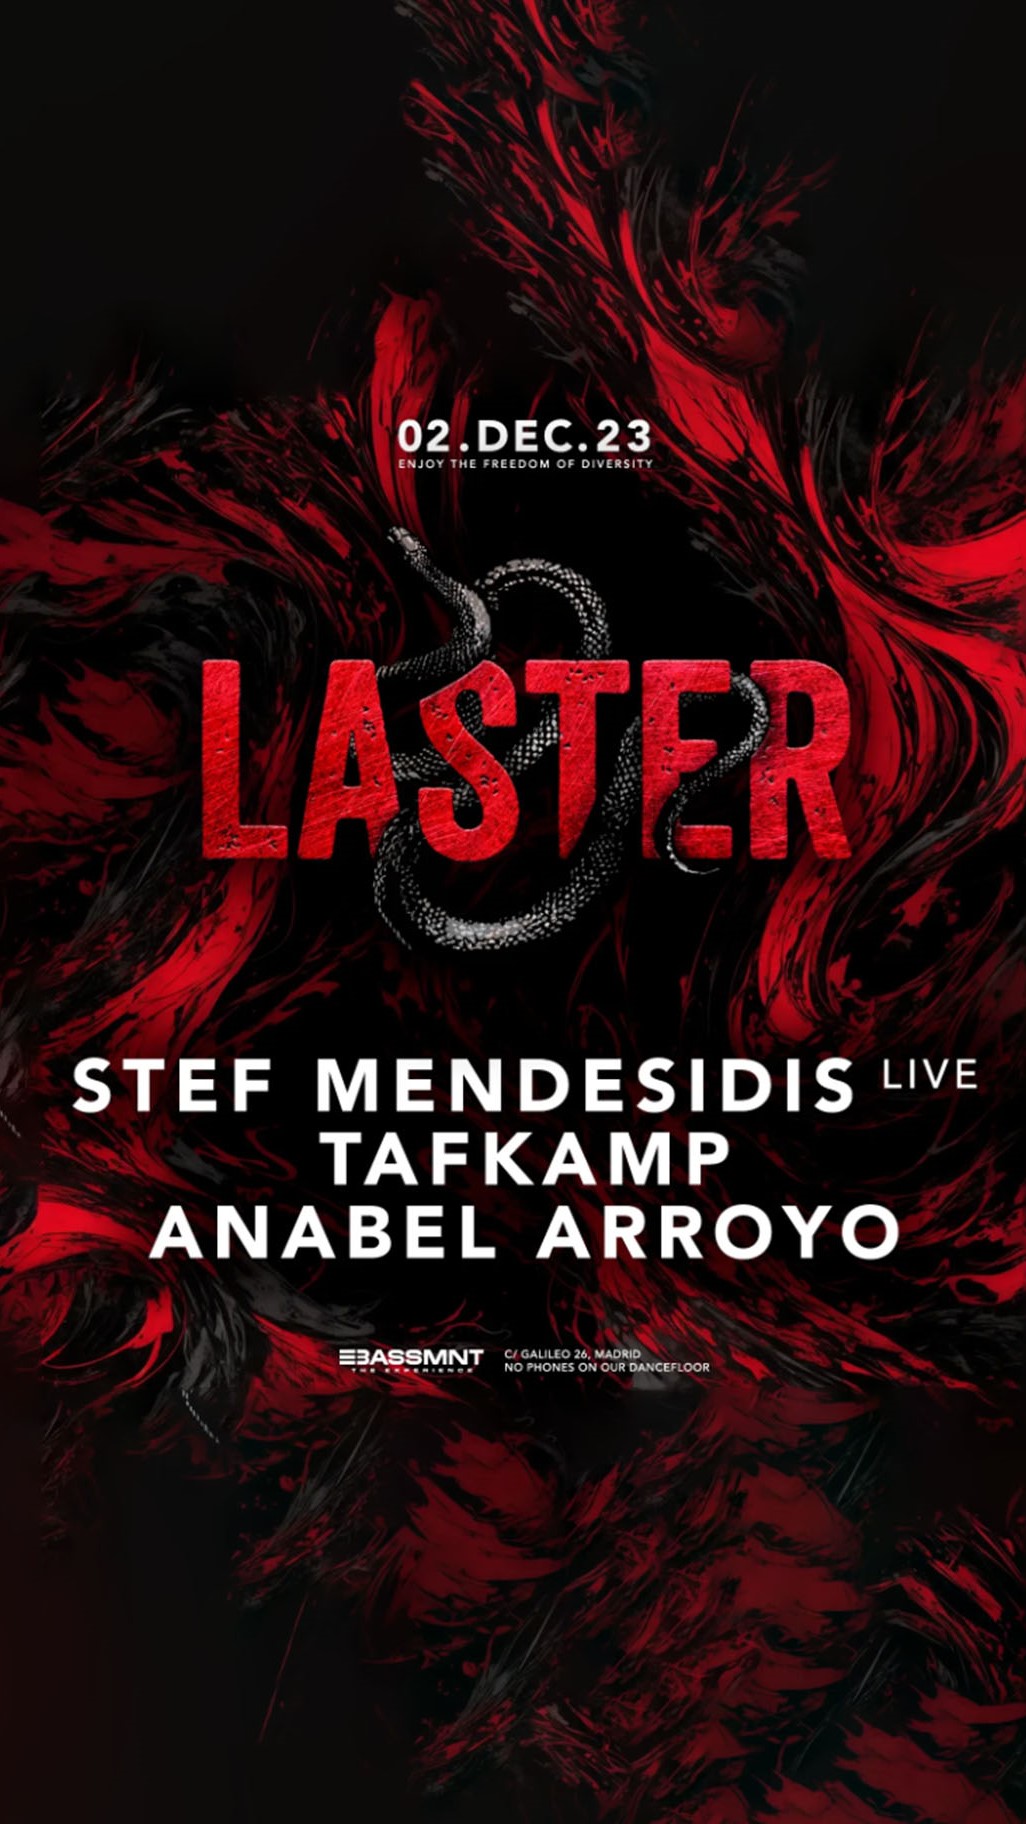 02.DEC.23
ENJOY THE FREEDOM OF DIVERSITY
LASTER
STEF MENDESIDIS LIVE
TAFKAMP
ANABEL ARROYO
BASSMNT
THE EXPERIENCE
C/ GALILEO 26, MADRID
NO PHONES ON OUR DANCEFLOOR